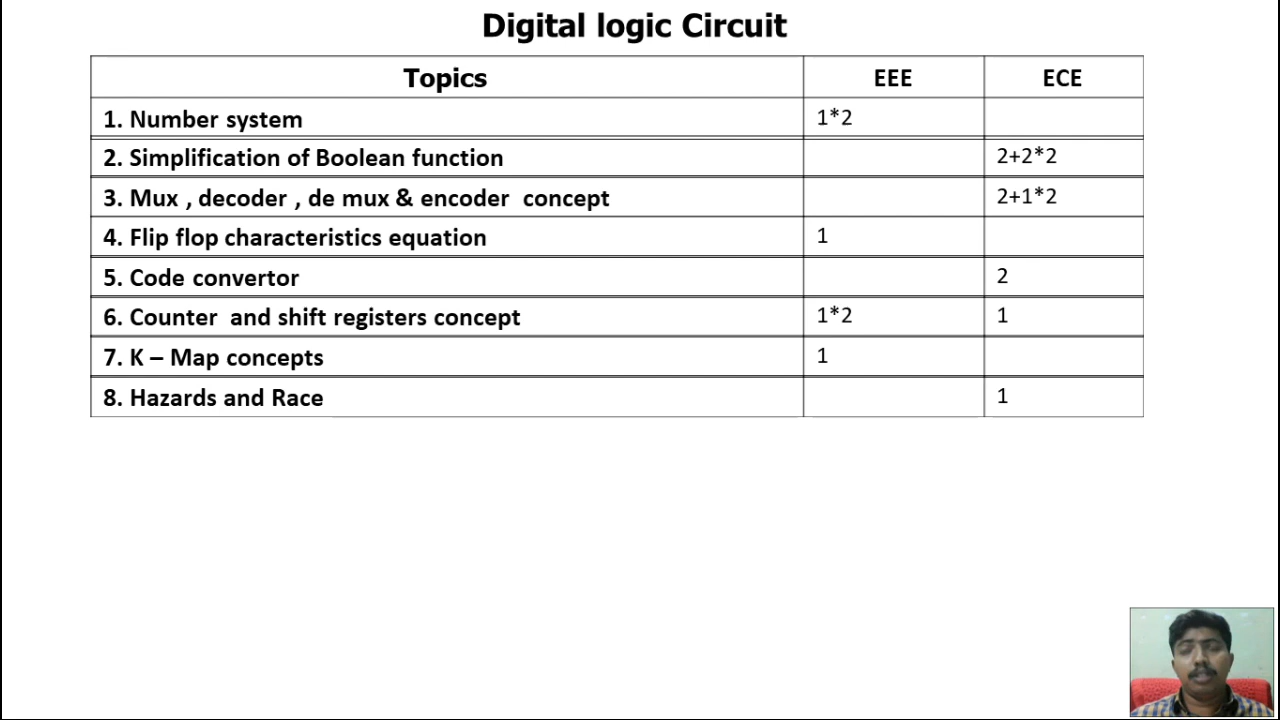 Digital logic Circuit
Topics EEE ECE
1. Number system 1*2
2. Simplification of Boolean function 2+2*2
3. Mux , decoder , de mux & encoder concept 2+1*2
4. Flip flop characteristics equation 1
5. Code convertor 2
6. Counter and shift registers concept 1*2 1
7. K – Map concepts 1
8. Hazards and Race 1